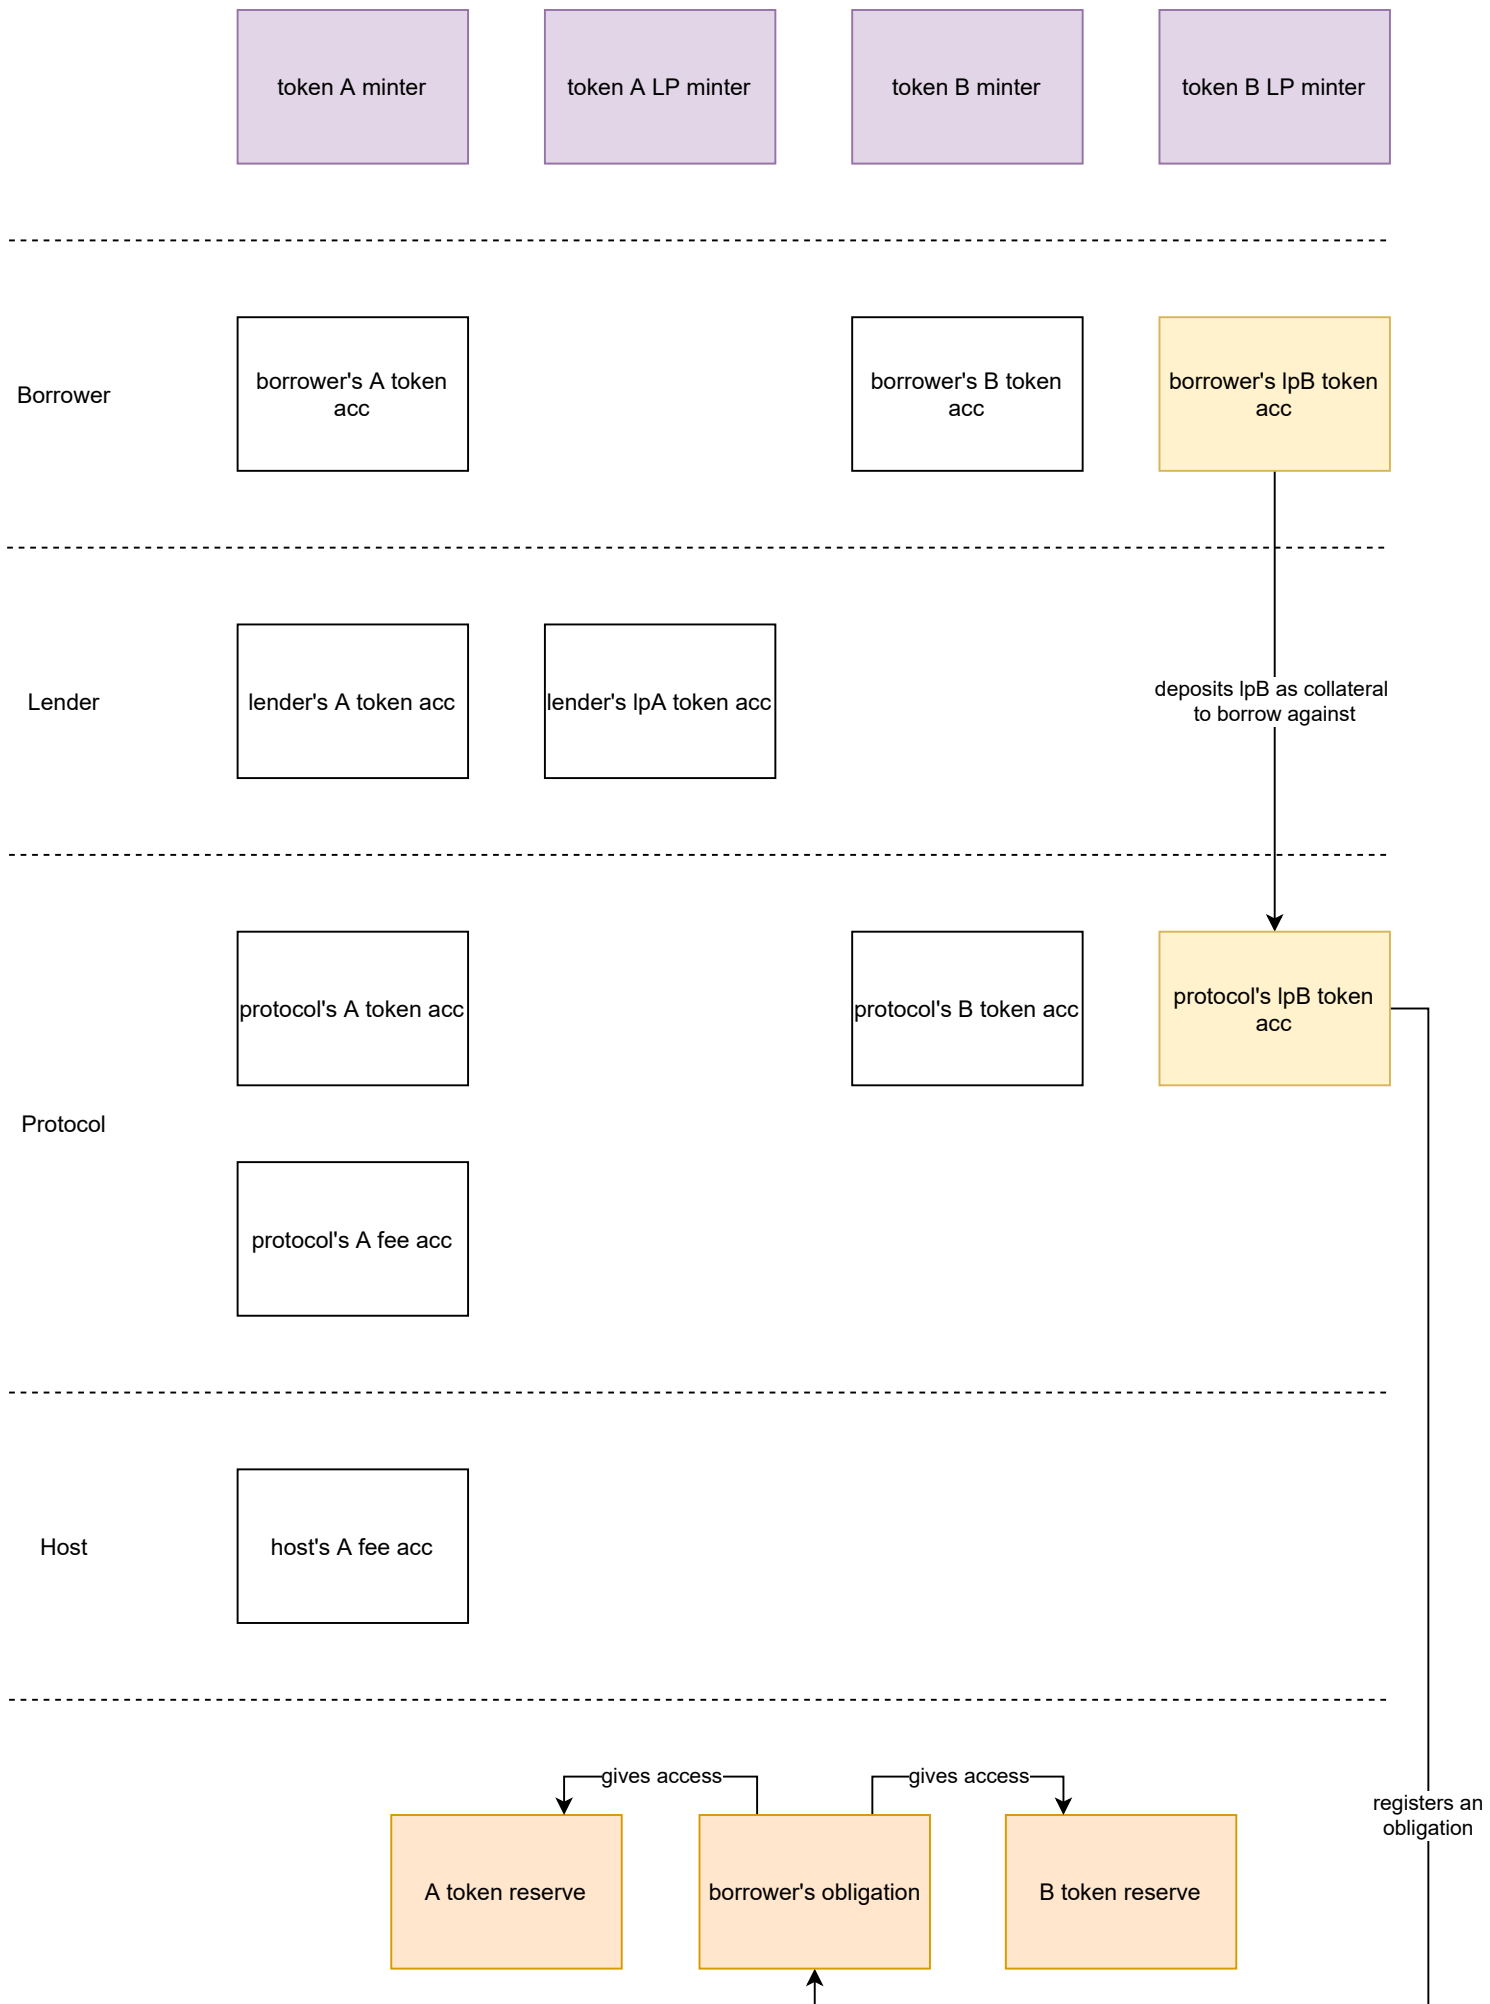 token A minter
token A LP minter
token B minter
token B LP minter
Borrower
borrower's A token
acc
borrower's B token
acc
borrower's lpB token
acc
Lender
lender's A token acc
lender's lpA token acc
deposits lpB as collateral
to borrow against
protocol's A token acc
protocol's B token acc
protocol's lpB token
acc
Protocol
protocol's A fee acc
Host
host's A fee acc
gives access
gives access
registers an
obligation
A token reserve
borrower's obligation
B token reserve